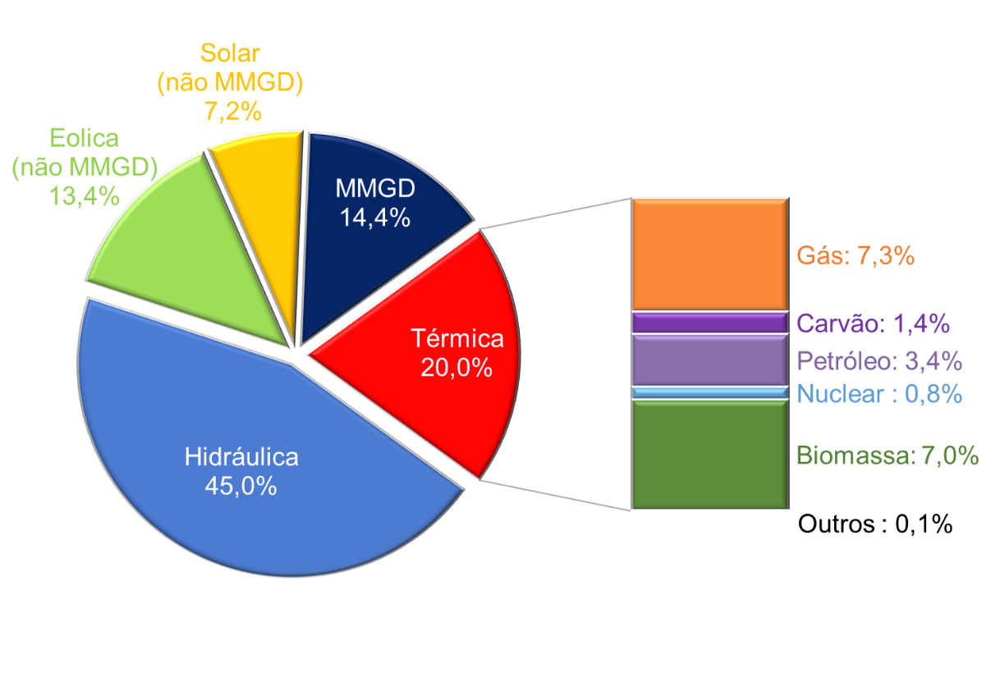 Solar
(não MMGD)
7,2%
Eolica
(não MMGD)
13,4%
MMGD
14,4%
Térmica
20,0%
Hidráulica
45,0%
Gás: 7,3%
Carvão: 1,4%
Petróleo: 3,4%
Nuclear : 0,8%
Biomassa: 7,0%
Outros : 0,1%